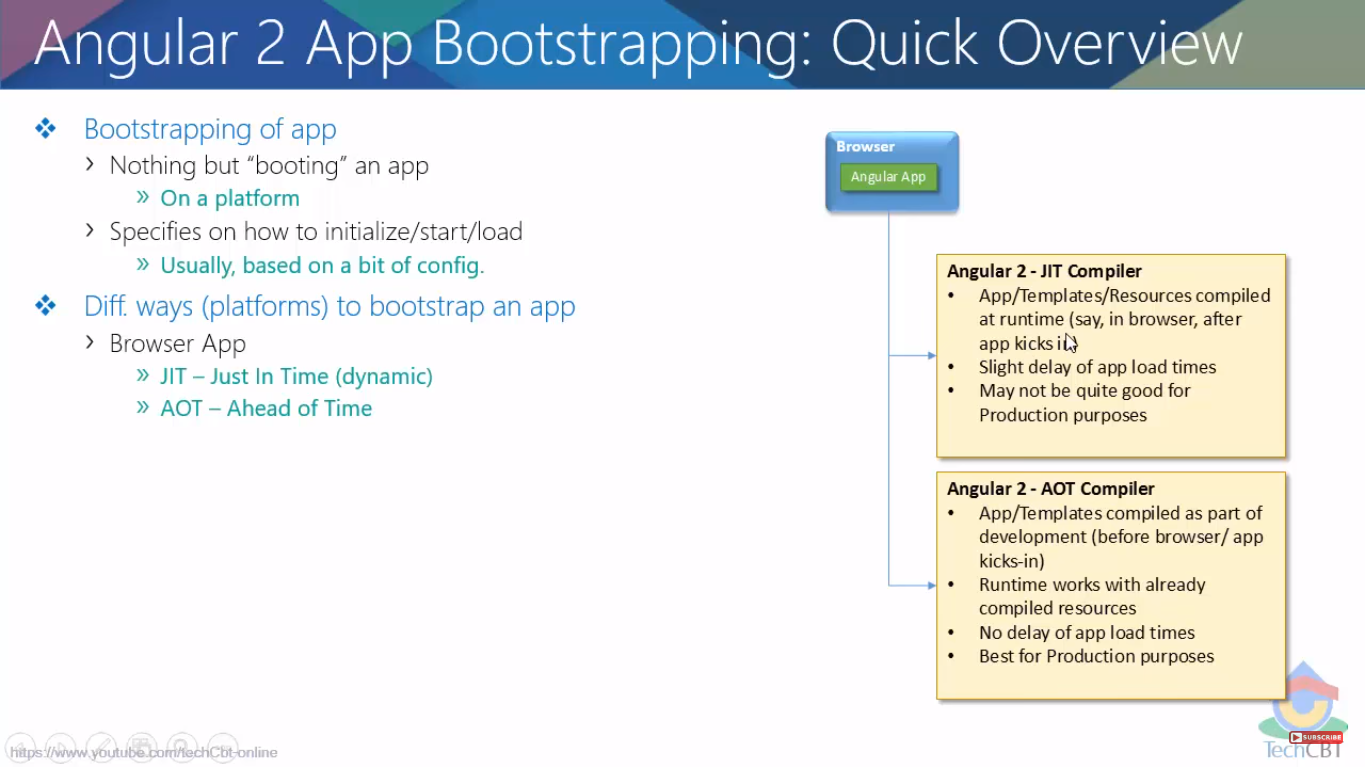 Angular 2 App Bootstrapping: Quick Overview
Bootstrapping of app
Nothing but “booting” an app
On a platform
Specifies on how to initialize/start/load
Usually, based on a bit of config.
Diff. ways (platforms) to bootstrap an app
Browser App
JIT – Just In Time (dynamic)
AOT – Ahead of Time
Browser
Angular App
Angular 2 - JIT Compiler
• App/Templates/Resources compiled
at runtime (say, in browser, after
app kicks in)
• Slight delay of app load times
• May not be quite good for
Production purposes
Angular 2 - AOT Compiler
• App/Templates compiled as part of
development (before browser/ app
kicks-in)
• Runtime works with already
compiled resources
• No delay of app load times
• Best for Production purposes
https://www.youtube.com/techCbt-online
SUBSCRIBE
TechCBT